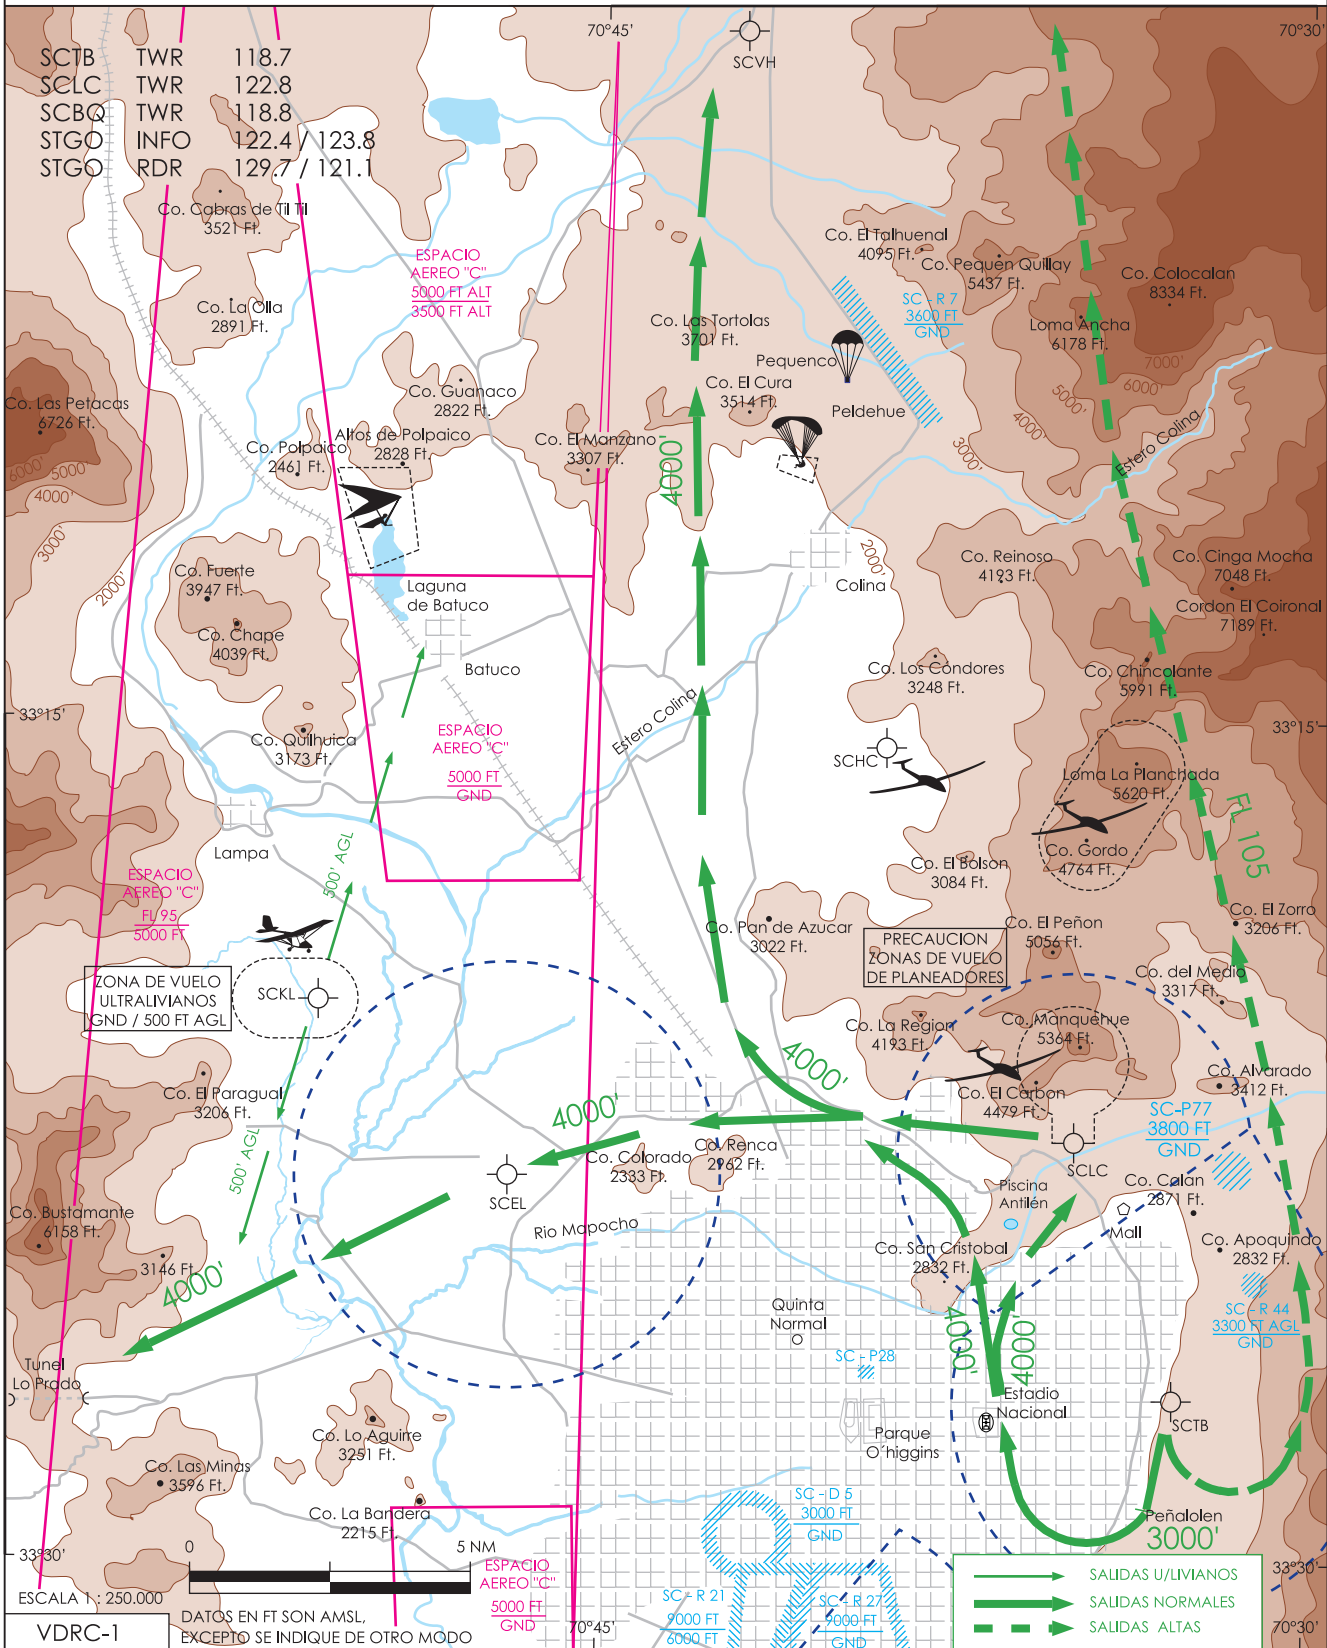 70°45'
70°30'
SCTB TWR 118.7
SCLC TWR 122.8
SCBQ TWR 118.8
STGO INFO 122.4 / 123.8
STGO RDR 129.7 / 121.1
SCVH
Co. Cabras de Til Til
3521 Ft.
Co. El Talhuenal
4095 Ft.
Co. Pequen Quillay
5437 Ft.
Co. Colocalan
8334 Ft.
ESPACIO
AEREO "C"
5000 FT ALT
3500 FT ALT
Co. La Olla
2891 Ft.
SC - R 7
3600 FT
GND
Loma Ancha
6178 Ft.
Co. Las Tortolas
3701 Ft.
Pequenco
7000'
6000'
5000'
4000'
3000'
Co. Guanaco
2822 Ft.
Co. El Cura
3514 Ft.
Peldehue
Co. Las Petacas
6726 Ft.
6000'
5000'
4000'
3000'
2000'
Co. Polpaico
2461 Ft.
Altos de Polpaico
2828 Ft.
Co. El Manzano
3307 Ft.
4000'
Estero Colina
2000'
Co. Fuerte
3947 Ft.
Laguna
de Batuco
Colina
Co. Reinoso
4193 Ft.
Co. Cinga Mocha
7048 Ft.
Cordon El Coironal
7189 Ft.
Co. Chape
4039 Ft.
Batuco
Co. Los Condores
3248 Ft.
Co. Chincolante
5991 Ft.
33°15'
33°15'
Co. Quilhuica
3173 Ft.
ESPACIO
AEREO "C"
5000 FT
GND
Estero Colina
SCHC
Loma La Planchada
5620 Ft.
FL 105
Lampa
500' AGL
Co. El Bolson
3084 Ft.
Co. Gordo
4764 Ft.
ESPACIO
AEREO "C"
FL 95
5000 FT
Co. Pan de Azucar
3022 Ft.
Co. El Peñon
5056 Ft.
Co. El Zorro
3206 Ft.
PRECAUCION
ZONAS DE VUELO
DE PLANEADORES
ZONA DE VUELO
ULTRALIVIANOS
GND / 500 FT AGL
SCKL
Co. del Medio
3317 Ft.
Co. La Region
4193 Ft.
Co. Manquehue
5364 Ft.
4000'
Co. El Paragual
3206 Ft.
4000'
Co. El Carbon
4479 Ft.
Co. Alvarado
3412 Ft.
SC-P77
3800 FT
GND
500' AGL
Co. Colorado
2333 Ft.
Co. Renca
2962 Ft.
SCLC
SCEL
Piscina
Antilén
Co. Calan
2871 Ft.
Co. Bustamante
6158 Ft.
Rio Mapocho
Mall
Co. San Cristobal
2832 Ft.
Co. Apoquindo
2832 Ft.
3146 Ft.
4000'
Quinta
Normal
4000'
4000'
SC - R 44
3300 FT AGL
GND
SC - P28
Tunel
Lo Prado
Estadio
Nacional
SCTB
Parque
O'higgins
Co. Lo Aguirre
3251 Ft.
Co. Las Minas
3596 Ft.
Co. La Bandera
2215 Ft.
SC - D 5
3000 FT
GND
Peñalolen
3000'
33°30'
33°30'
0 5 NM
ESCALA 1 : 250.000
ESPACIO
AEREO "C"
5000 FT
GND
SC - R 21
9000 FT
6000 FT
SC - R 27
9000 FT
GND
SALIDAS U/LIVIANOS
SALIDAS NORMALES
SALIDAS ALTAS
VDRC-1
DATOS EN FT SON AMSL,
EXCEPTO SE INDIQUE DE OTRO MODO
70°45'
70°30'